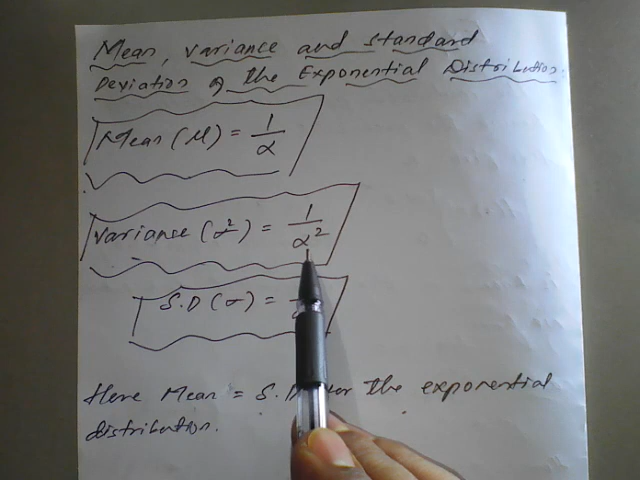 Mean, variance and standard
Deviation of the Exponential Distribution.
Mean (M) = 1/α
Variance (σ²) = 1/α²
S.D (σ) =
Here Mean = S.D for the exponential
distribution.